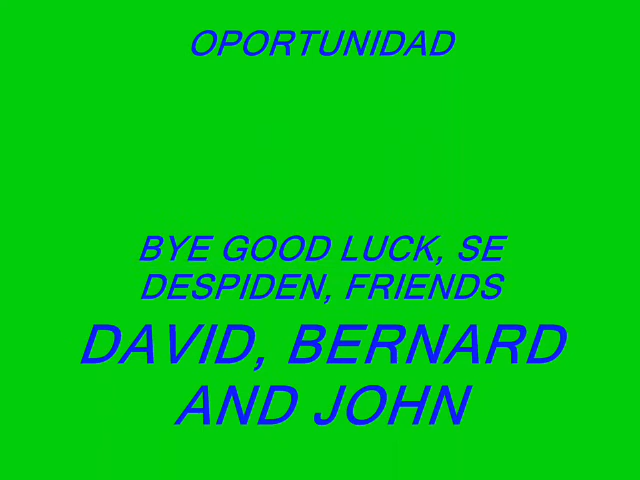 OPORTUNIDAD
BYE GOOD LUCK, SE
DESPIDEN, FRIENDS
DAVID, BERNARD
AND JOHN